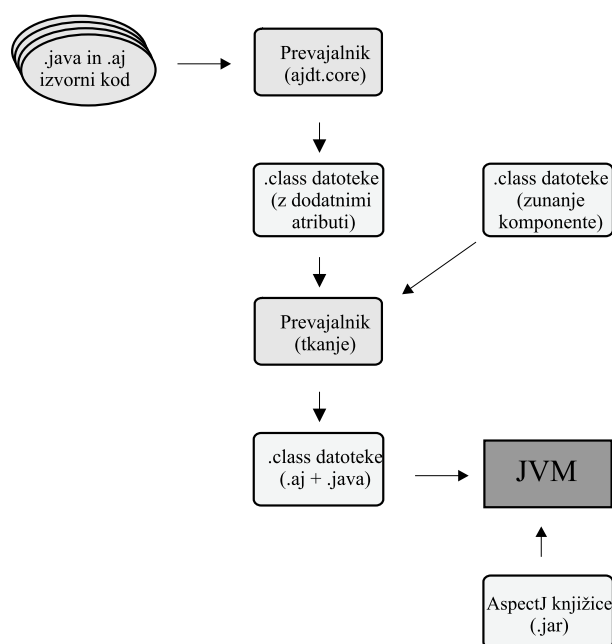 .java in .aj
izvorni kod
Prevajalnik
(ajdt.core)
.class datoteke
(z dodatnimi
atributi)
.class datoteke
(zunanje
komponente)
Prevajalnik
(tkanje)
.class datoteke
(.aj + .java)
JVM
AspectJ knjižice
(.jar)